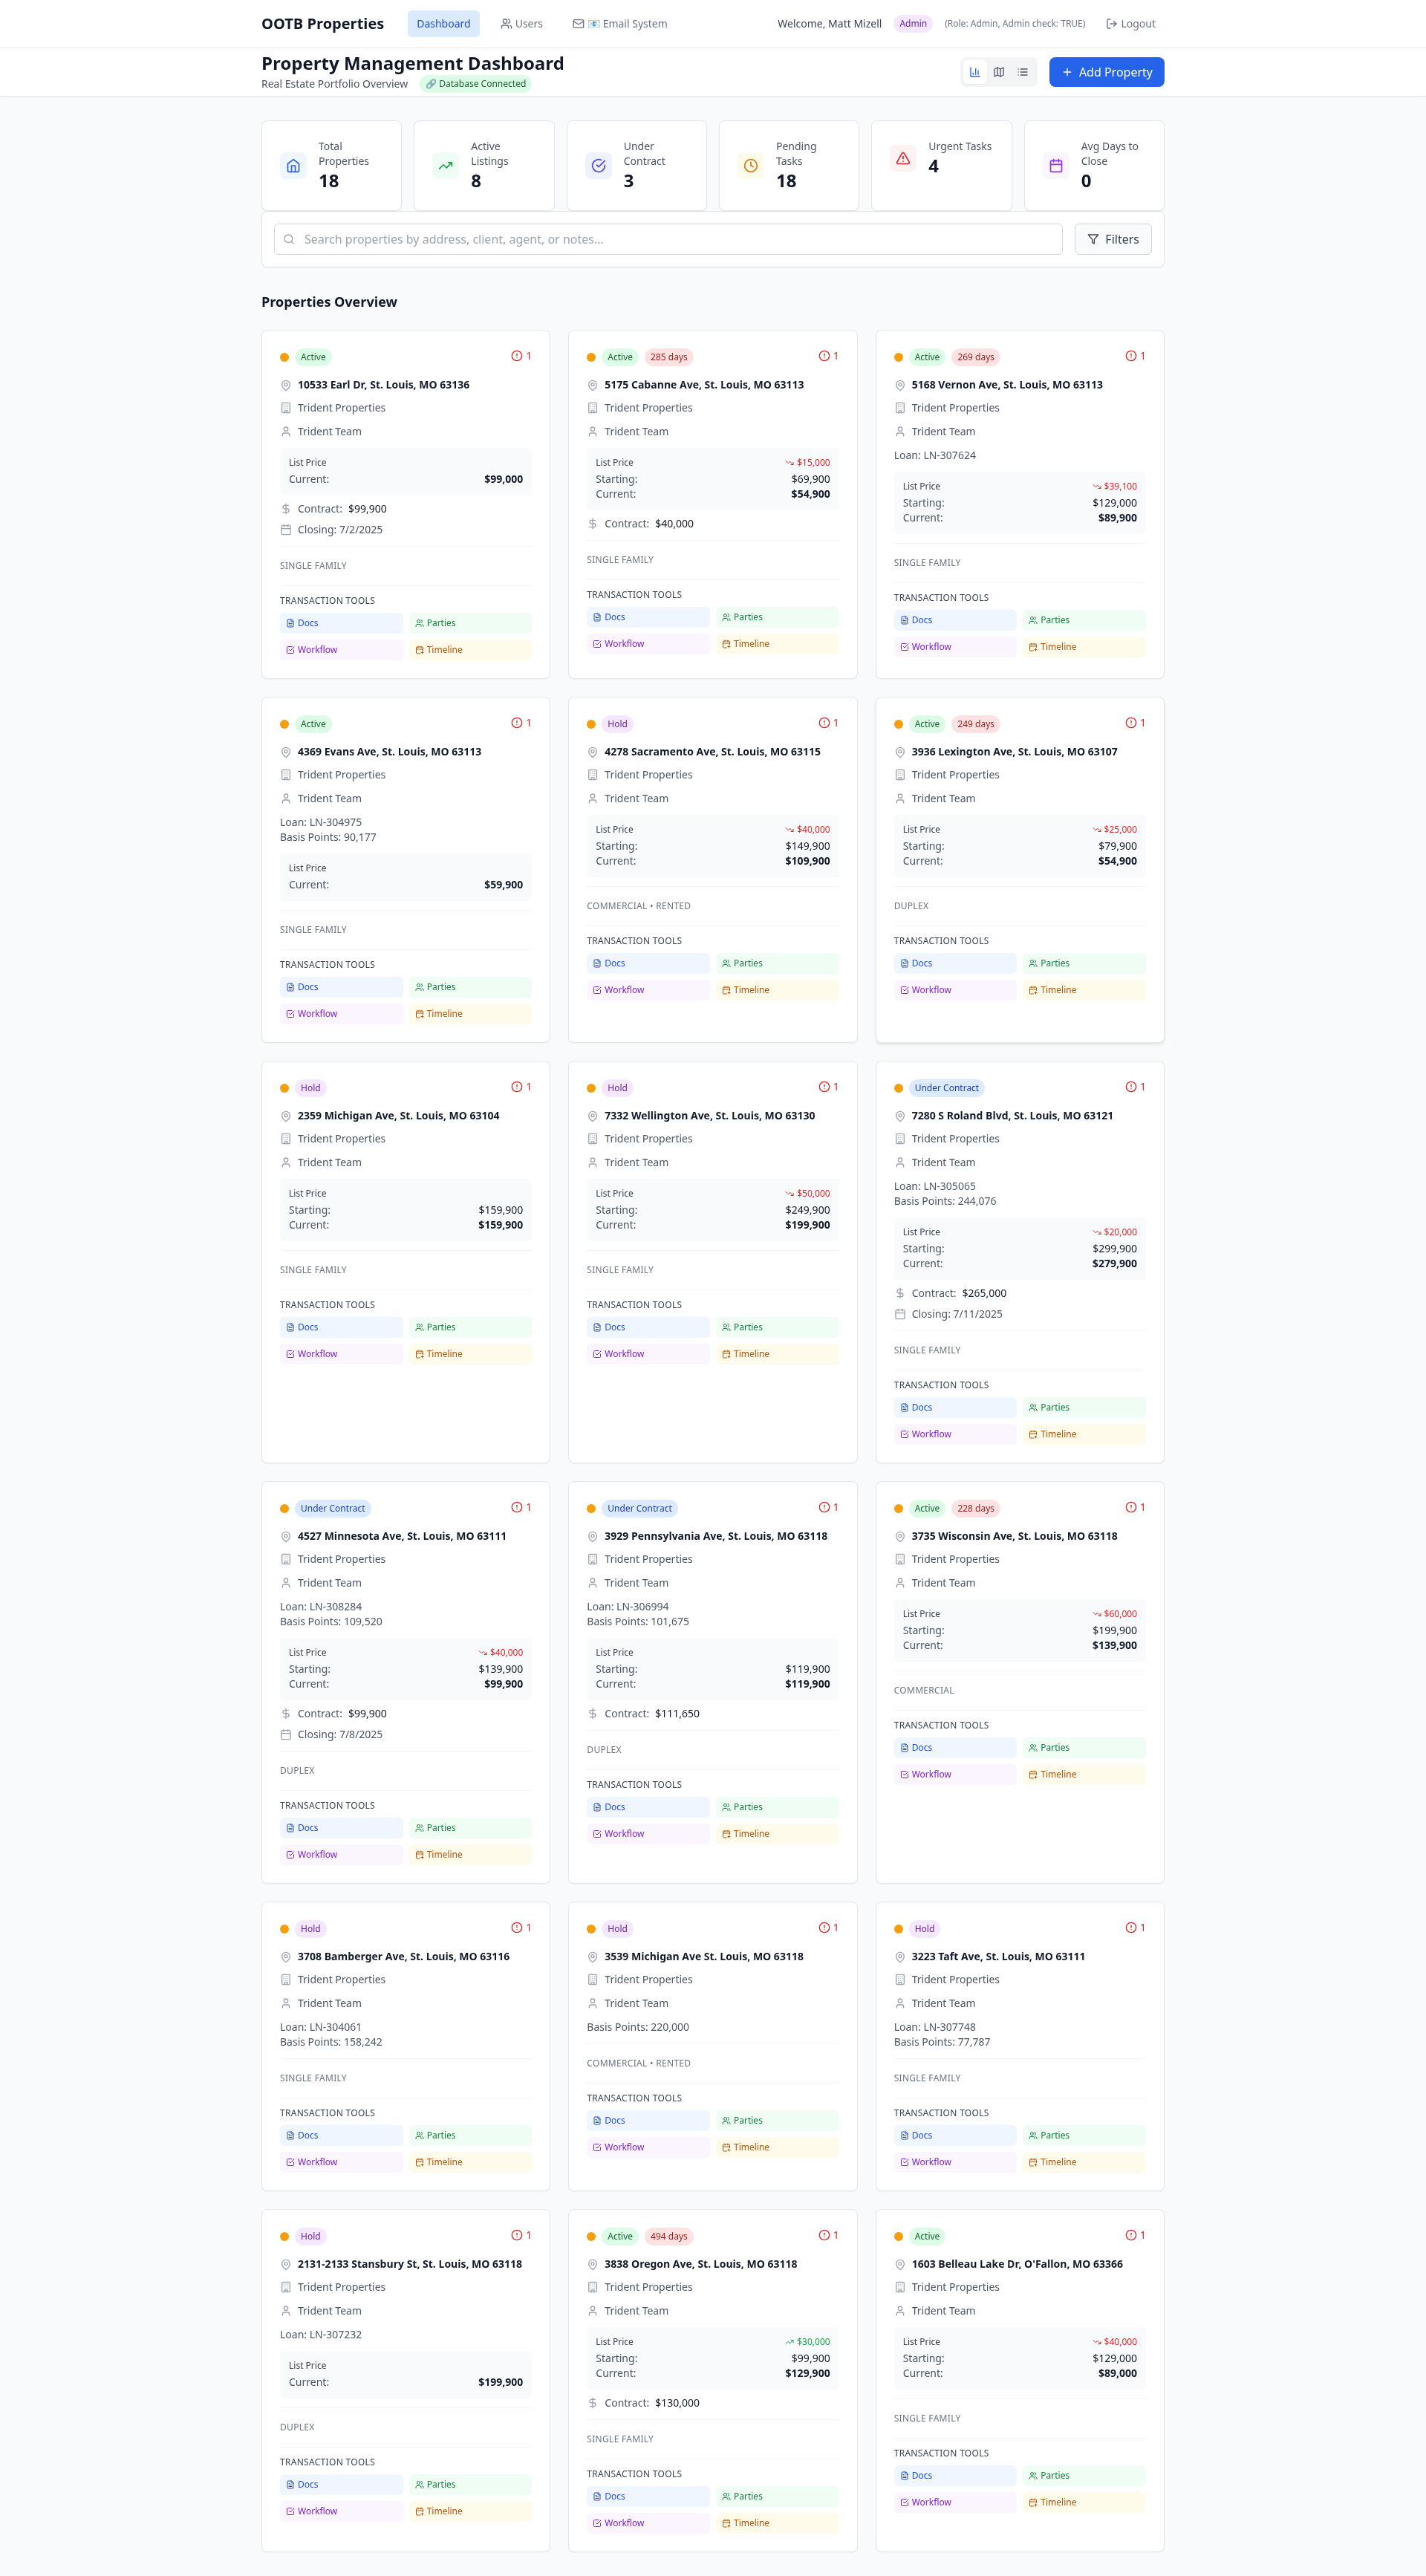 OOTB Properties
Dashboard
Users
📧 Email System
Welcome, Matt Mizell
Admin
(Role: Admin, Admin check: TRUE)
Logout
Property Management Dashboard
Real Estate Portfolio Overview
🔗 Database Connected
Add Property
Total Properties
18
Active Listings
8
Under Contract
3
Pending Tasks
18
Urgent Tasks
4
Avg Days to Close
0
Search properties by address, client, agent, or notes...
Filters
Properties Overview
Active
1
10533 Earl Dr, St. Louis, MO 63136
Trident Properties
Trident Team
List Price
Current: $99,000
Contract: $99,900
Closing: 7/2/2025
SINGLE FAMILY
TRANSACTION TOOLS
Docs
Parties
Workflow
Timeline
Active
285 days
1
5175 Cabanne Ave, St. Louis, MO 63113
Trident Properties
Trident Team
List Price $15,000
Starting: $69,900
Current: $54,900
Contract: $40,000
SINGLE FAMILY
TRANSACTION TOOLS
Docs
Parties
Workflow
Timeline
Active
269 days
1
5168 Vernon Ave, St. Louis, MO 63113
Trident Properties
Trident Team
Loan: LN-307624
List Price $39,100
Starting: $129,000
Current: $89,900
SINGLE FAMILY
TRANSACTION TOOLS
Docs
Parties
Workflow
Timeline
Active
1
4369 Evans Ave, St. Louis, MO 63113
Trident Properties
Trident Team
Loan: LN-304975
Basis Points: 90,177
List Price
Current: $59,900
SINGLE FAMILY
TRANSACTION TOOLS
Docs
Parties
Workflow
Timeline
Hold
1
4278 Sacramento Ave, St. Louis, MO 63115
Trident Properties
Trident Team
List Price $40,000
Starting: $149,900
Current: $109,900
COMMERCIAL • RENTED
TRANSACTION TOOLS
Docs
Parties
Workflow
Timeline
Active
249 days
1
3936 Lexington Ave, St. Louis, MO 63107
Trident Properties
Trident Team
List Price $25,000
Starting: $79,900
Current: $54,900
DUPLEX
TRANSACTION TOOLS
Docs
Parties
Workflow
Timeline
Hold
1
2359 Michigan Ave, St. Louis, MO 63104
Trident Properties
Trident Team
List Price
Starting: $159,900
Current: $159,900
SINGLE FAMILY
TRANSACTION TOOLS
Docs
Parties
Workflow
Timeline
Hold
1
7332 Wellington Ave, St. Louis, MO 63130
Trident Properties
Trident Team
List Price $50,000
Starting: $249,900
Current: $199,900
SINGLE FAMILY
TRANSACTION TOOLS
Docs
Parties
Workflow
Timeline
Under Contract
1
7280 S Roland Blvd, St. Louis, MO 63121
Trident Properties
Trident Team
Loan: LN-305065
Basis Points: 244,076
List Price $20,000
Starting: $299,900
Current: $279,900
Contract: $265,000
Closing: 7/11/2025
SINGLE FAMILY
TRANSACTION TOOLS
Docs
Parties
Workflow
Timeline
Under Contract
1
4527 Minnesota Ave, St. Louis, MO 63111
Trident Properties
Trident Team
Loan: LN-308284
Basis Points: 109,520
List Price $40,000
Starting: $139,900
Current: $99,900
Contract: $99,900
Closing: 7/8/2025
DUPLEX
TRANSACTION TOOLS
Docs
Parties
Workflow
Timeline
Under Contract
1
3929 Pennsylvania Ave, St. Louis, MO 63118
Trident Properties
Trident Team
Loan: LN-306994
Basis Points: 101,675
List Price
Starting: $119,900
Current: $119,900
Contract: $111,650
DUPLEX
TRANSACTION TOOLS
Docs
Parties
Workflow
Timeline
Active
228 days
1
3735 Wisconsin Ave, St. Louis, MO 63118
Trident Properties
Trident Team
List Price $60,000
Starting: $199,900
Current: $139,900
COMMERCIAL
TRANSACTION TOOLS
Docs
Parties
Workflow
Timeline
Hold
1
3708 Bamberger Ave, St. Louis, MO 63116
Trident Properties
Trident Team
Loan: LN-304061
Basis Points: 158,242
SINGLE FAMILY
TRANSACTION TOOLS
Docs
Parties
Workflow
Timeline
Hold
1
3539 Michigan Ave St. Louis, MO 63118
Trident Properties
Trident Team
Basis Points: 220,000
COMMERCIAL • RENTED
TRANSACTION TOOLS
Docs
Parties
Workflow
Timeline
Hold
1
3223 Taft Ave, St. Louis, MO 63111
Trident Properties
Trident Team
Loan: LN-307748
Basis Points: 77,787
SINGLE FAMILY
TRANSACTION TOOLS
Docs
Parties
Workflow
Timeline
Hold
1
2131-2133 Stansbury St, St. Louis, MO 63118
Trident Properties
Trident Team
Loan: LN-307232
List Price
Current: $199,900
DUPLEX
TRANSACTION TOOLS
Docs
Parties
Workflow
Timeline
Active
494 days
1
3838 Oregon Ave, St. Louis, MO 63118
Trident Properties
Trident Team
List Price $30,000
Starting: $99,900
Current: $129,900
Contract: $130,000
SINGLE FAMILY
TRANSACTION TOOLS
Docs
Parties
Workflow
Timeline
Active
1
1603 Belleau Lake Dr, O'Fallon, MO 63366
Trident Properties
Trident Team
List Price $40,000
Starting: $129,000
Current: $89,000
SINGLE FAMILY
TRANSACTION TOOLS
Docs
Parties
Workflow
Timeline